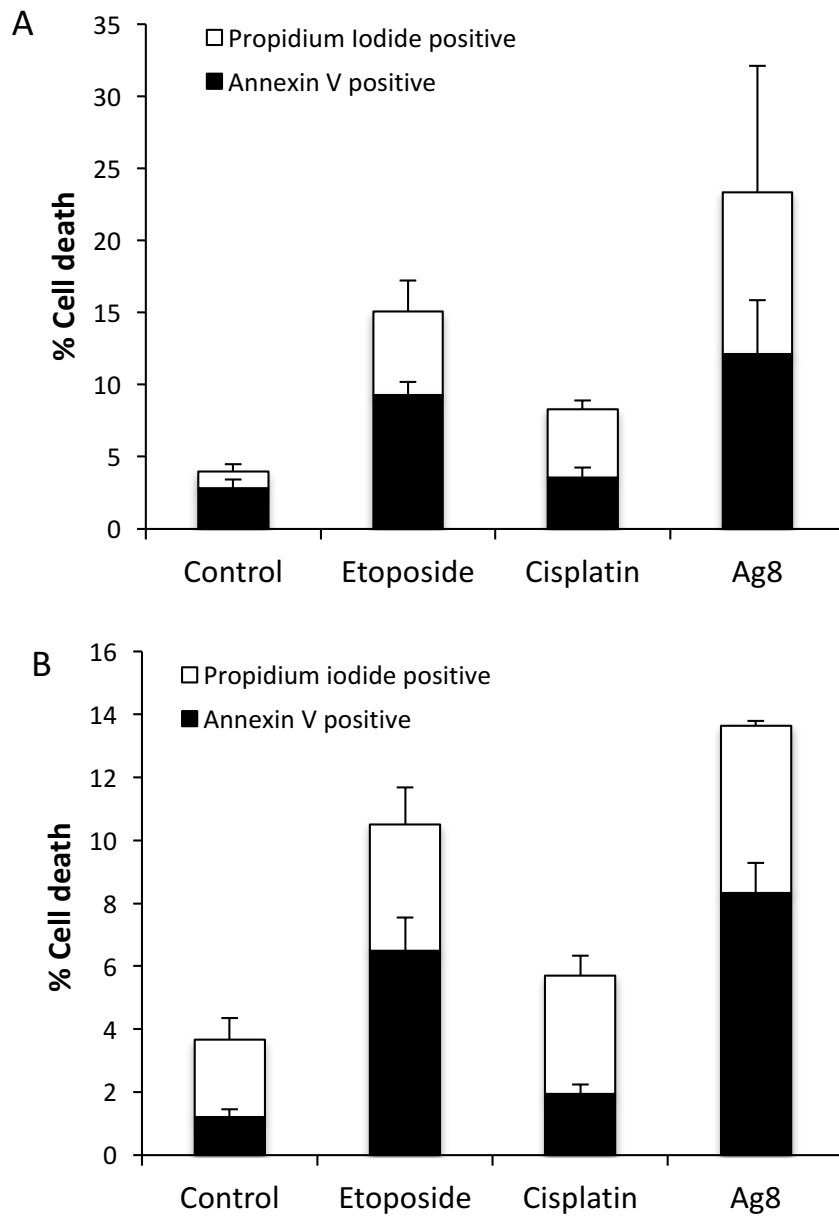 A
35
30
25
20
15
10
5
0
% Cell death
Propidium Iodide positive
Annexin V positive
Control Etoposide Cisplatin Ag8
B
16
14
12
10
8
6
4
2
0
% Cell death
Propidium iodide positive
Annexin V positive
Control Etoposide Cisplatin Ag8